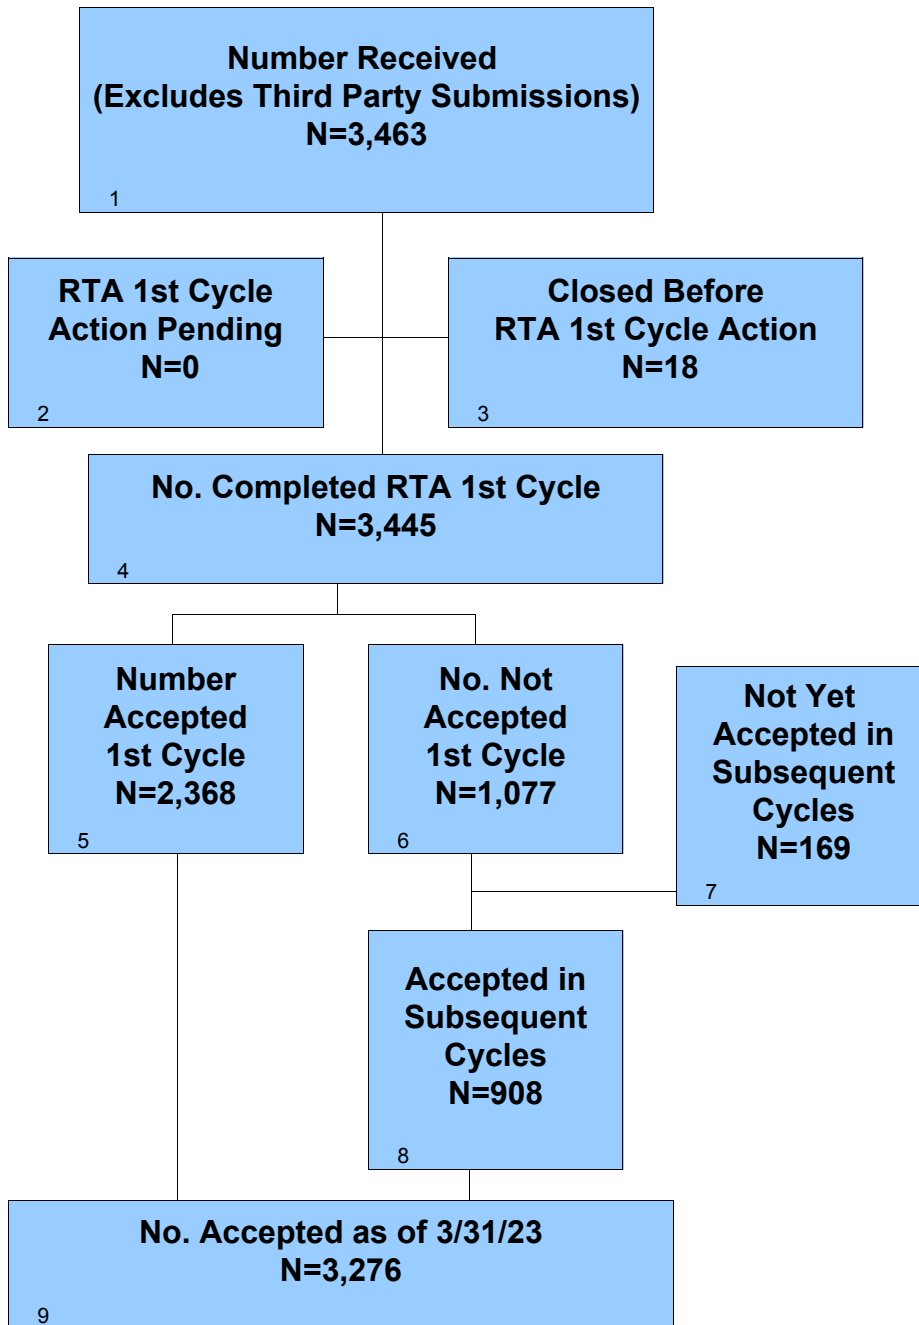 Number Received
(Excludes Third Party Submissions)
N=3,463
1
RTA 1st Cycle
Action Pending
N=0
2
Closed Before
RTA 1st Cycle Action
N=18
3
No. Completed RTA 1st Cycle
N=3,445
4
Number
Accepted
1st Cycle
N=2,368
5
No. Not
Accepted
1st Cycle
N=1,077
6
Not Yet
Accepted in
Subsequent
Cycles
N=169
7
Accepted in
Subsequent
Cycles
N=908
8
No. Accepted as of 3/31/23
N=3,276
9